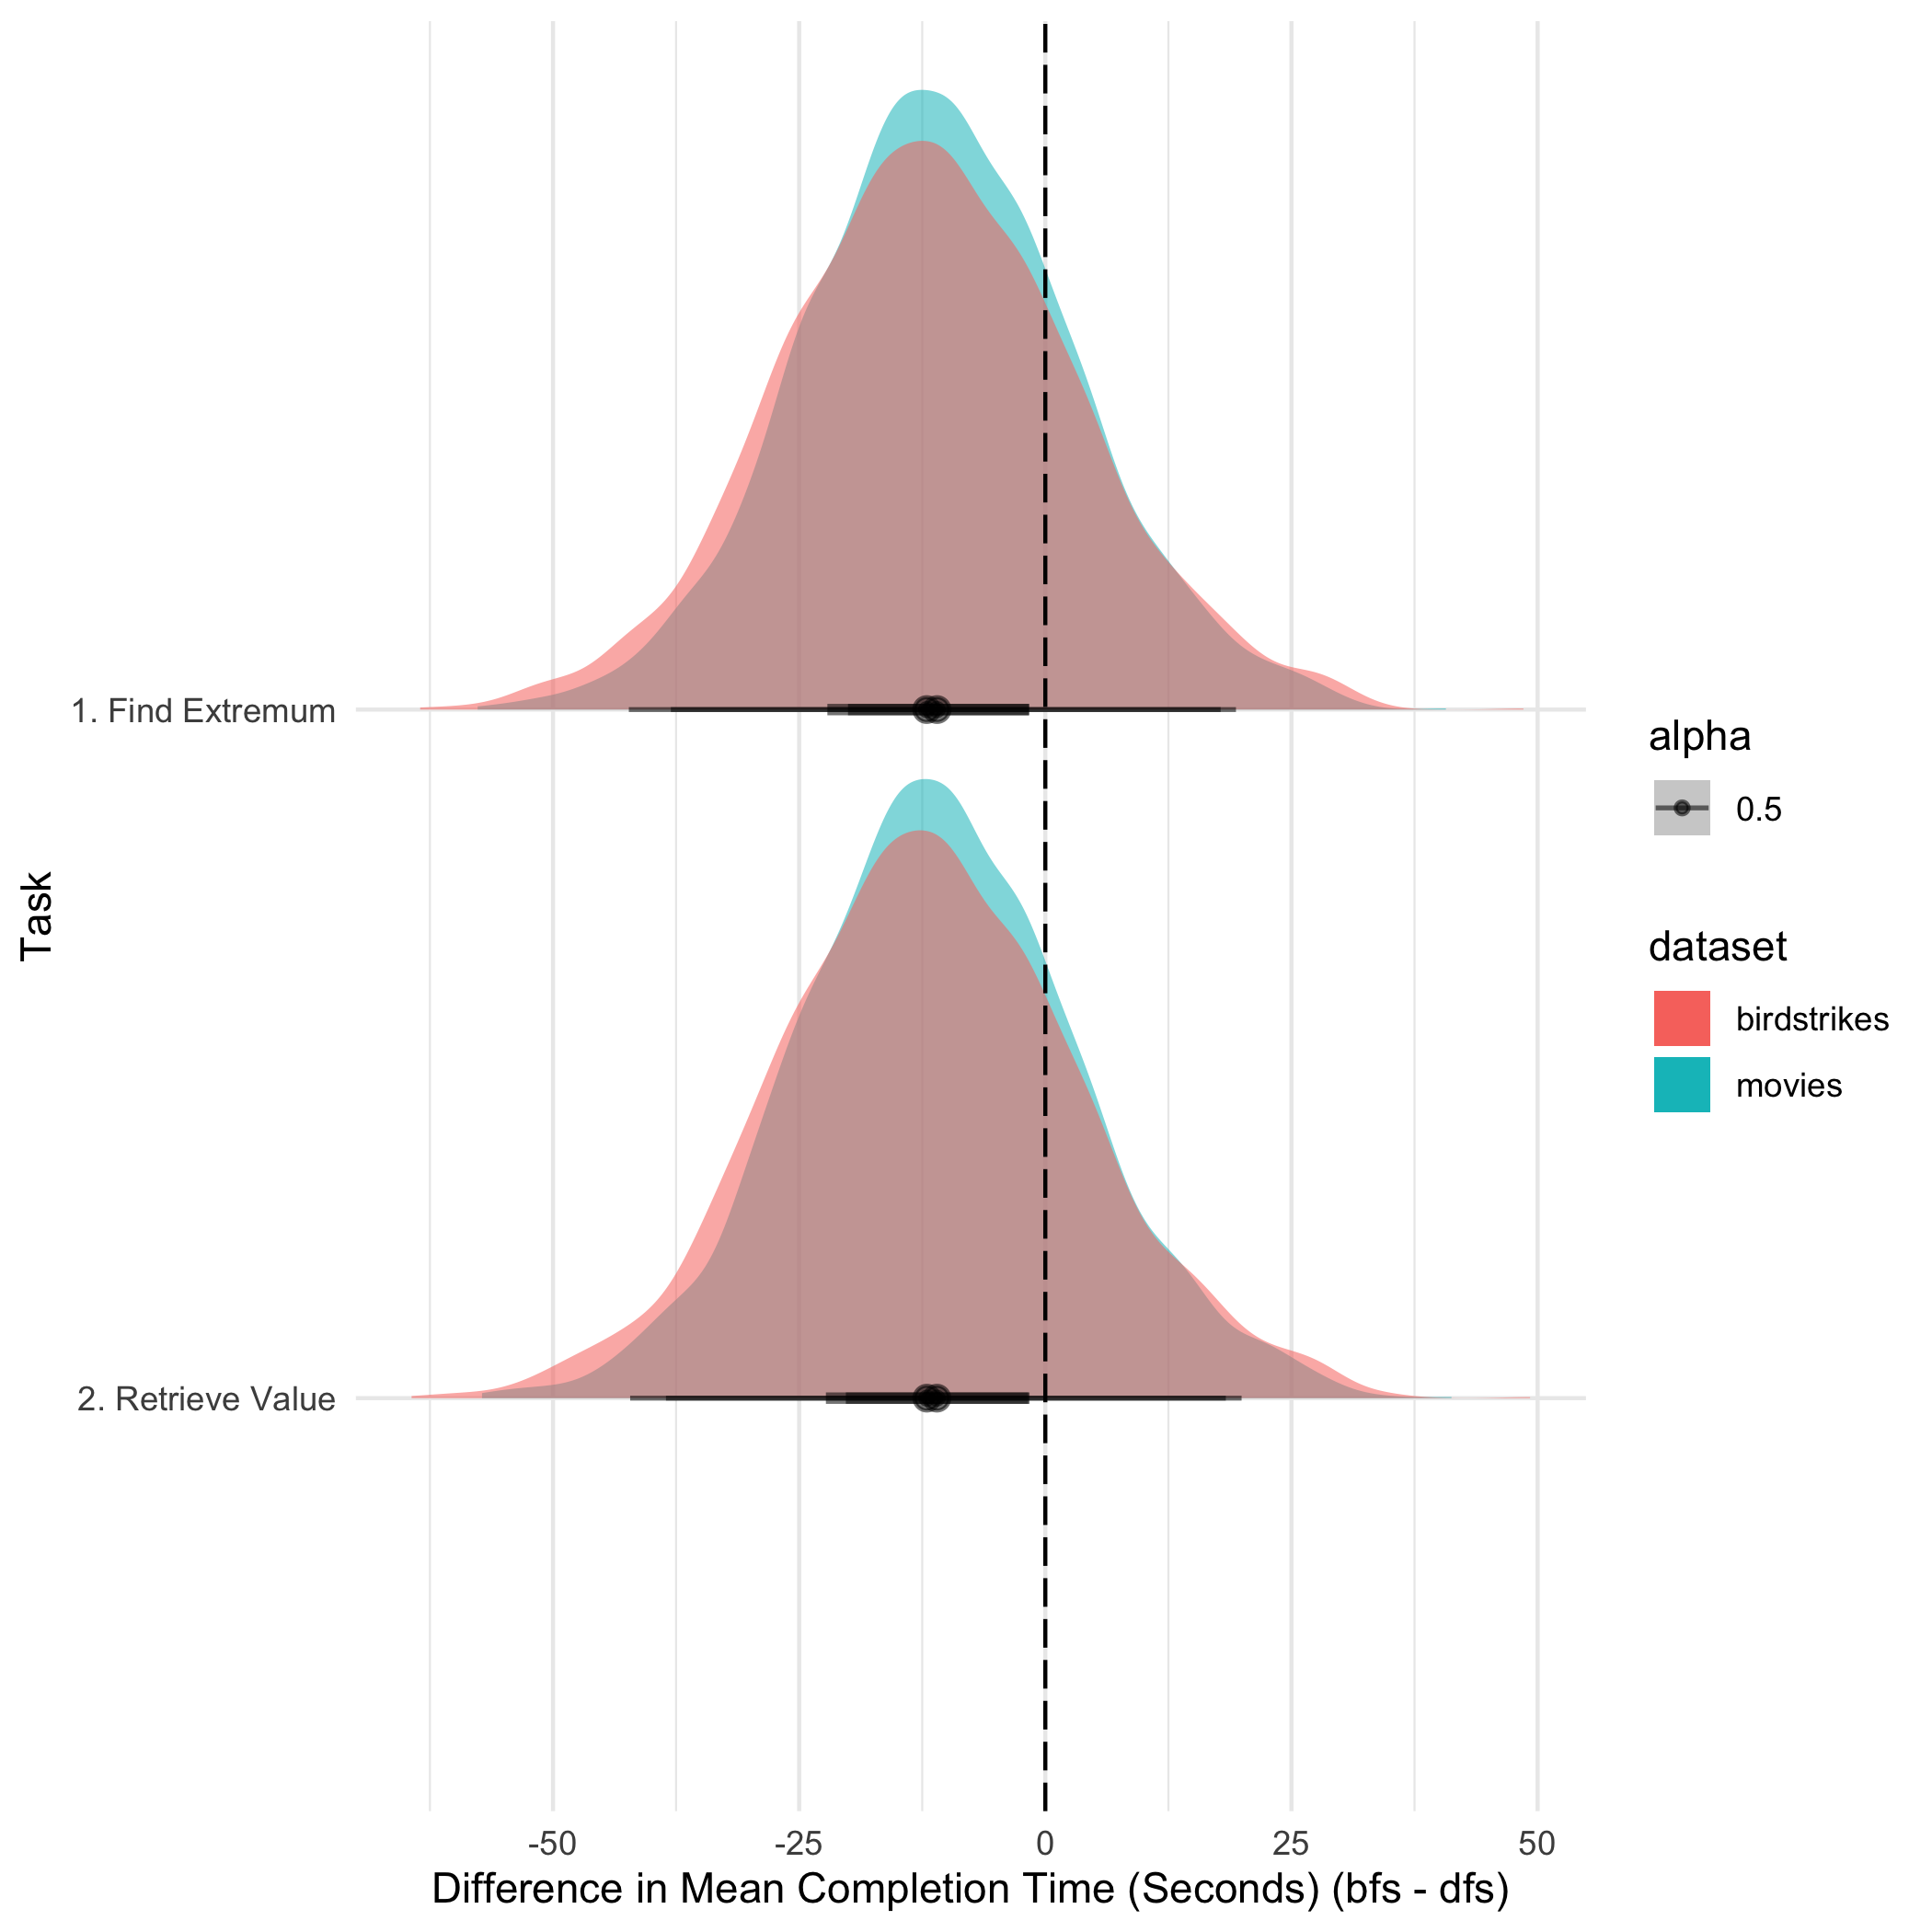 Task
1. Find Extremum
2. Retrieve Value
-50
-25
0
25
50
Difference in Mean Completion Time (Seconds) (bfs - dfs)
alpha
0.5
dataset
birdstrikes
movies